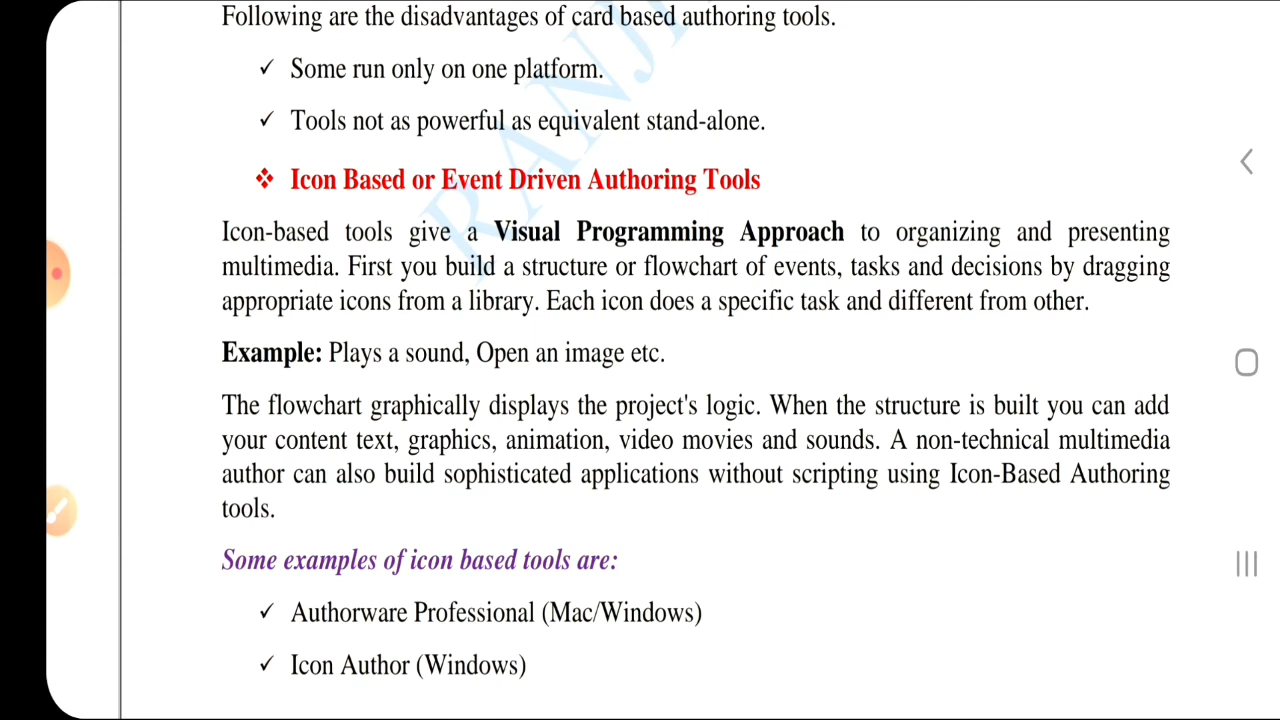 Following are the disadvantages of card based authoring tools.
✓ Some run only on one platform.
✓ Tools not as powerful as equivalent stand-alone.
❖ Icon Based or Event Driven Authoring Tools
Icon-based tools give a Visual Programming Approach to organizing and presenting
multimedia. First you build a structure or flowchart of events, tasks and decisions by dragging
appropriate icons from a library. Each icon does a specific task and different from other.
Example: Plays a sound, Open an image etc.
The flowchart graphically displays the project's logic. When the structure is built you can add
your content text, graphics, animation, video movies and sounds. A non-technical multimedia
author can also build sophisticated applications without scripting using Icon-Based Authoring
tools.
Some examples of icon based tools are:
✓ Authorware Professional (Mac/Windows)
✓ Icon Author (Windows)